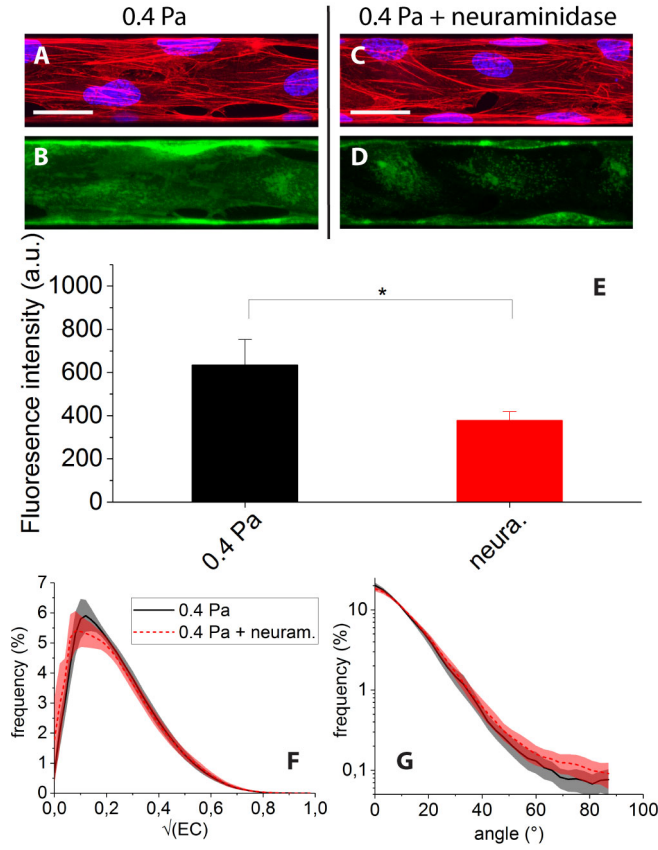 0.4 Pa
0.4 Pa + neuraminidase
A
C
B
D
E
Fluoresence intensity (a.u.)
1000
800
600
400
200
0
*
0.4 Pa
neura.
7
6
5
4
3
2
1
0
frequency (%)
0.4 Pa
0.4 Pa + neuram.
F
0,0 0,2 0,4 0,6 0,8 1,0
√(EC)
10
1
0,1
frequency (%)
G
0 20 40 60 80 100
angle (°)